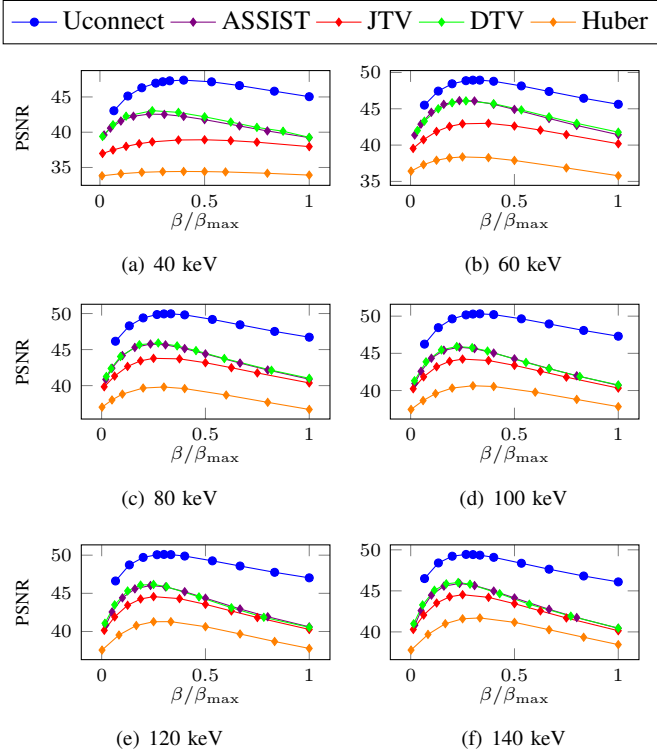 Uconnect ASSIST JTV DTV Huber
PSNR
45
40
35
0 0.5 1
β/βmax
(a) 40 keV
50
45
40
35
0 0.5 1
β/βmax
(b) 60 keV
PSNR
50
45
40
0 0.5 1
β/βmax
(c) 80 keV
50
45
40
0 0.5 1
β/βmax
(d) 100 keV
PSNR
50
45
40
0 0.5 1
β/βmax
(e) 120 keV
50
45
40
0 0.5 1
β/βmax
(f) 140 keV